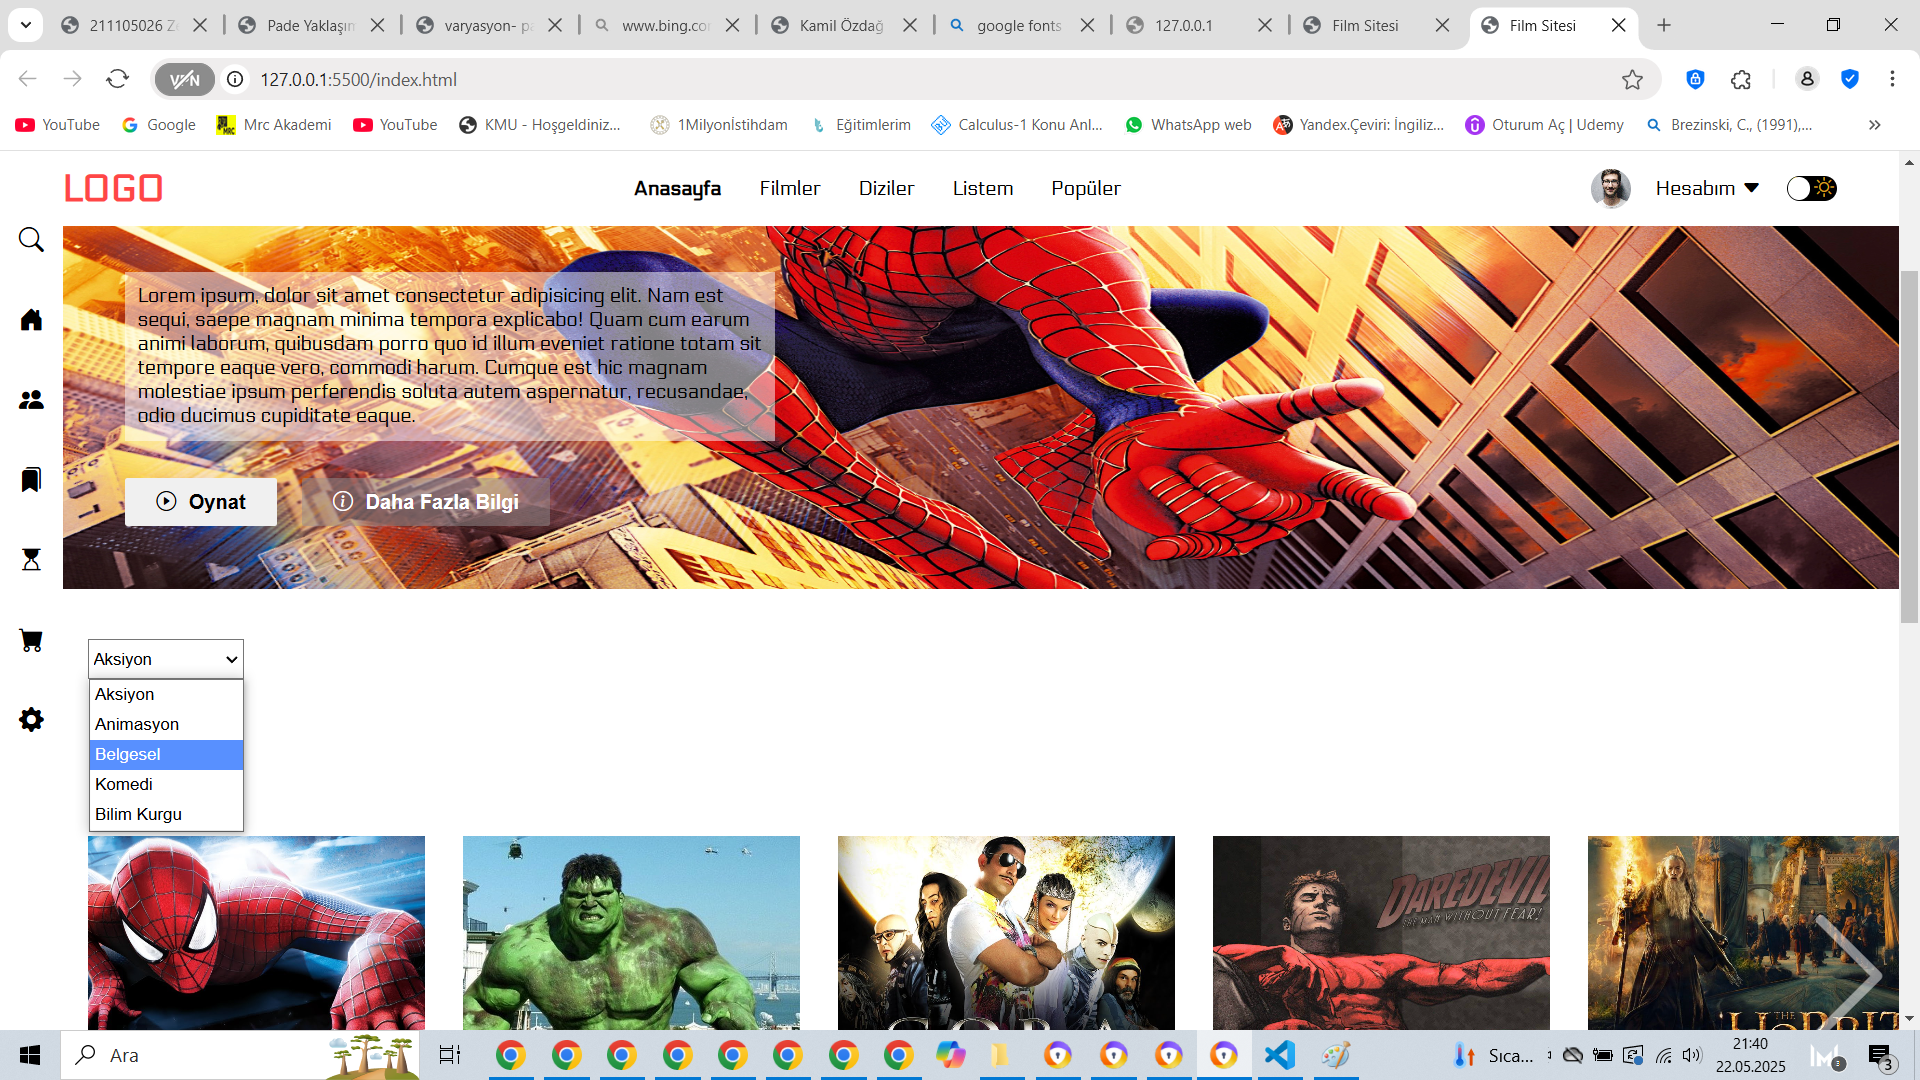 211105026 Ze
Pade Yaklaşım
varyasyon- pa
www.bing.com
Kamil Özdağ
google fonts
127.0.0.1
Film Sitesi
Film Sitesi
VPN
127.0.0.1:5500/index.html
YouTube
Google
Mrc Akademi
YouTube
KMU - Hoşgeldiniz...
1Milyonİstihdam
Eğitimlerim
Calculus-1 Konu Anl...
WhatsApp web
Yandex.Çeviri: İngiliz...
Oturum Aç | Udemy
Brezinski, C., (1991),...
LOGO
Anasayfa
Filmler
Diziler
Listem
Popüler
Hesabım
Lorem ipsum, dolor sit amet consectetur adipisicing elit. Nam est
sequi, saepe magnam minima tempora explicabo! Quam cum earum
animi laborum, quibusdam porro quo id illum eveniet ratione totam sit
tempore eaque vero, commodi harum. Cumque est hic magnam
molestiae ipsum perferendis soluta autem aspernatur, recusandae,
odio ducimus cupiditate eaque.
Oynat
Daha Fazla Bilgi
Aksiyon
Aksiyon
Animasyon
Belgesel
Komedi
Bilim Kurgu
DAREDEVIL
THE MAN WITHOUT FEAR!
THE
HOBBIT
Ara
Sıca...
21:40
22.05.2025
3